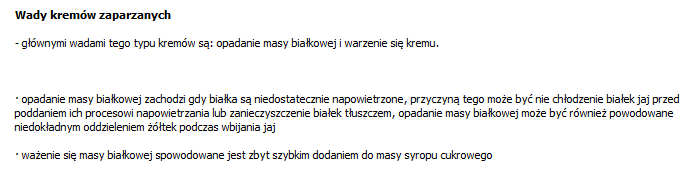 Wady kremów zaparzanych
- głównymi wadami tego typu kremów są: opadanie masy białkowej i warzenie się kremu.
· opadanie masy białkowej zachodzi gdy białka są niedostatecznie napowietrzone, przyczyną tego może być nie chłodzenie białek jaj przed
poddaniem ich procesowi napowietrzania lub zanieczyszczenie białek tłuszczem, opadanie masy białkowej może być również powodowane
niedokładnym oddzieleniem żółtek podczas wbijania jaj
· ważenie się masy białkowej spowodowane jest zbyt szybkim dodaniem do masy syropu cukrowego